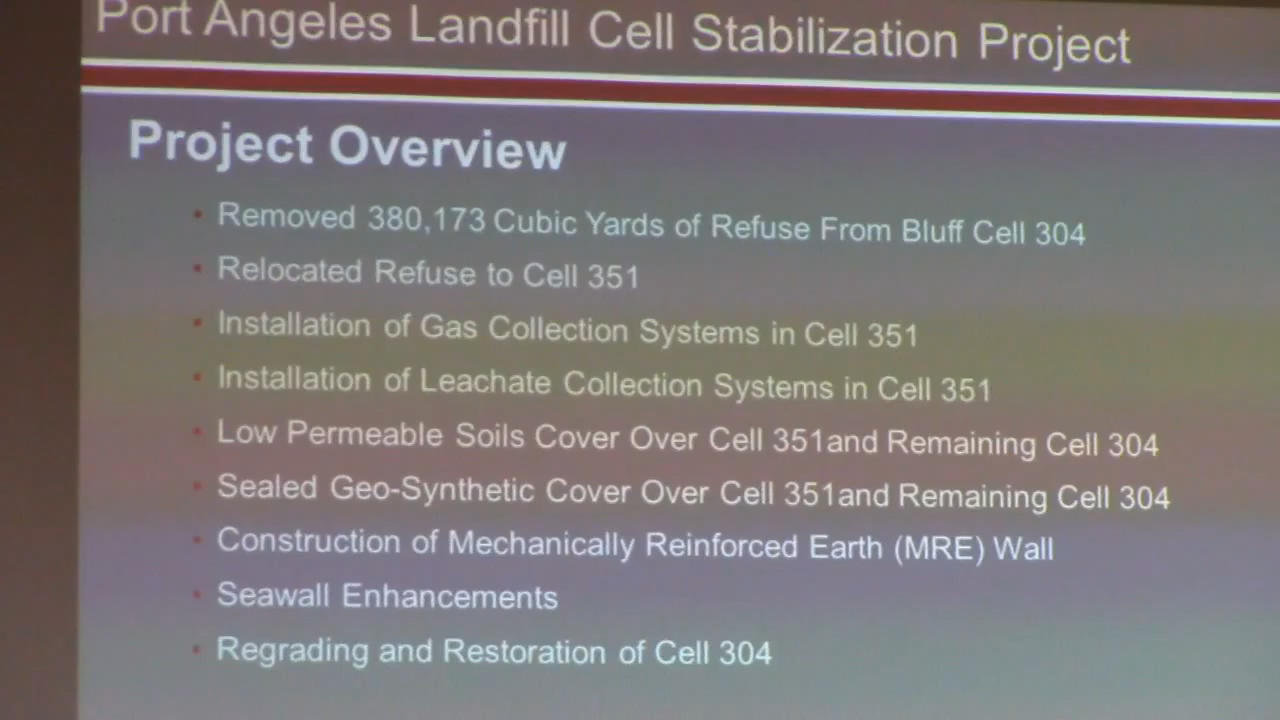 Port Angeles Landfill Cell Stabilization Project
Project Overview
• Removed 380,173 Cubic Yards of Refuse From Bluff Cell 304
• Relocated Refuse to Cell 351
• Installation of Gas Collection Systems in Cell 351
• Installation of Leachate Collection Systems in Cell 351
• Low Permeable Soils Cover Over Cell 351and Remaining Cell 304
• Sealed Geo-Synthetic Cover Over Cell 351and Remaining Cell 304
• Construction of Mechanically Reinforced Earth (MRE) Wall
• Seawall Enhancements
• Regrading and Restoration of Cell 304